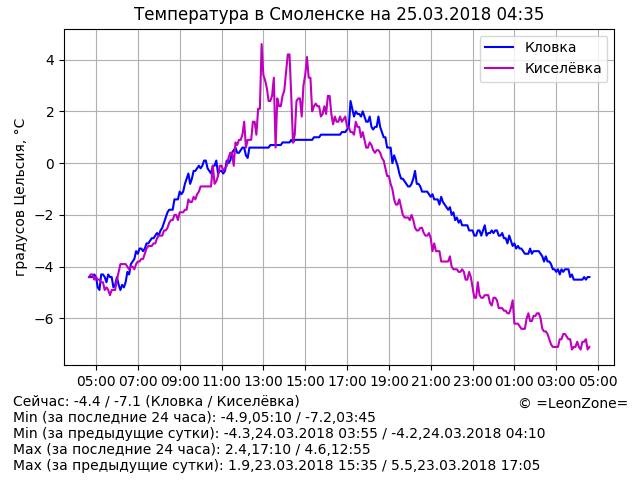 Температура в Смоленске на 25.03.2018 04:35
Кловка
Киселёвка
градусов Цельсия, °C
4
2
0
−2
−4
−6
05:00 07:00 09:00 11:00 13:00 15:00 17:00 19:00 21:00 23:00 01:00 03:00 05:00
Сейчас: -4.4 / -7.1 (Кловка / Киселёвка)
© =LeonZone=
Min (за последние 24 часа): -4.9,05:10 / -7.2,03:45
Min (за предыдущие сутки): -4.3,24.03.2018 03:55 / -4.2,24.03.2018 04:10
Max (за последние 24 часа): 2.4,17:10 / 4.6,12:55
Max (за предыдущие сутки): 1.9,23.03.2018 15:35 / 5.5,23.03.2018 17:05